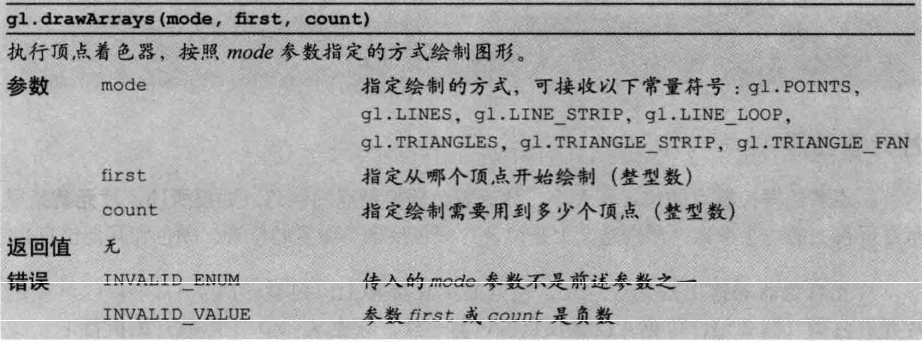 gl.drawArrays(mode, first, count)
执行顶点着色器，按照 mode 参数指定的方式绘制图形。
参数 mode 指定绘制的方式，可接收以下常量符号：gl.POINTS,
gl.LINES, gl.LINE_STRIP, gl.LINE_LOOP,
gl.TRIANGLES, gl.TRIANGLE_STRIP, gl.TRIANGLE_FAN
first 指定从哪个顶点开始绘制（整型数）
count 指定绘制需要用到多少个顶点（整型数）
返回值 无
错误 INVALID_ENUM 传入的 mode 参数不是前述参数之一
INVALID_VALUE 参数 first 或 count 是负数